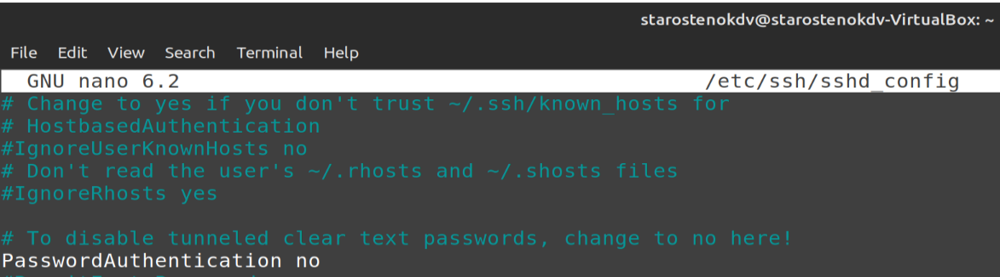 starostenokdv@starostenokdv-VirtualBox: ~
File Edit View Search Terminal Help
GNU nano 6.2 /etc/ssh/sshd_config
# Change to yes if you don't trust ~/.ssh/known_hosts for
# HostbasedAuthentication
#IgnoreUserKnownHosts no
# Don't read the user's ~/.rhosts and ~/.shosts files
#IgnoreRhosts yes
# To disable tunneled clear text passwords, change to no here!
PasswordAuthentication no